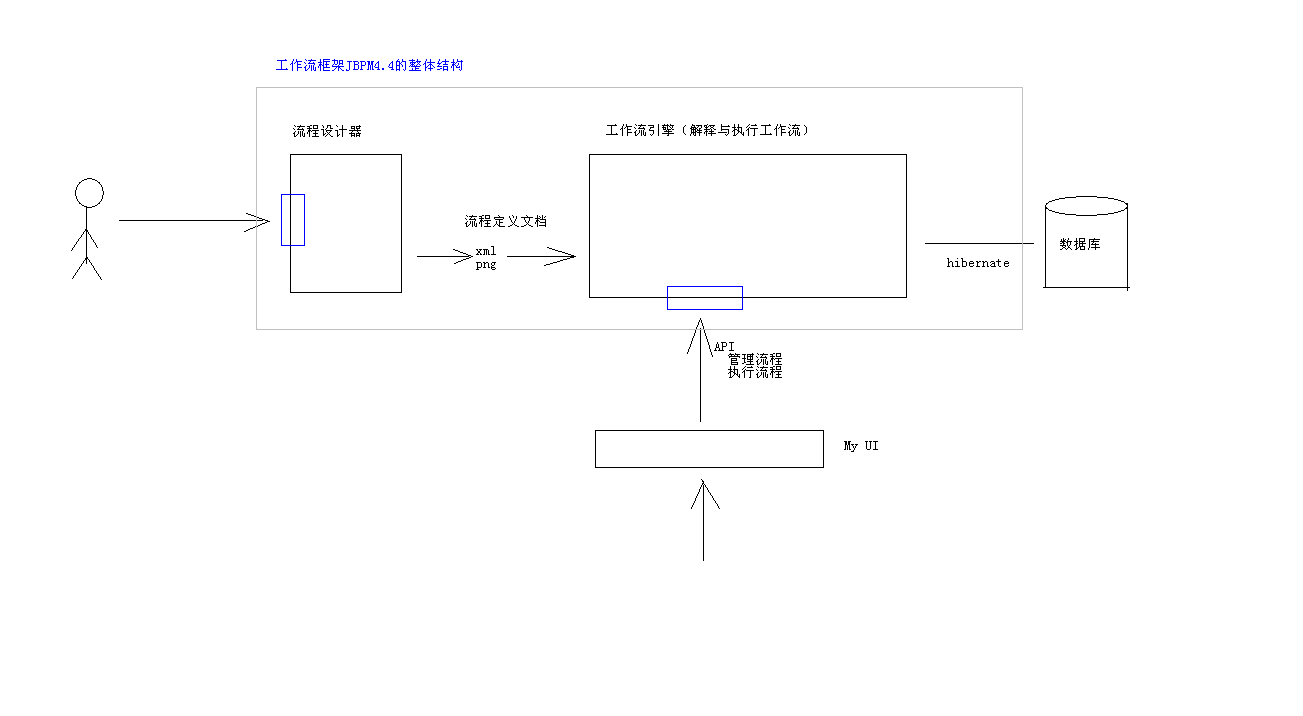 工作流框架JBPM4.4的整体结构
流程设计器
工作流引擎（解释与执行工作流）
流程定义文档
xml
png
数据库
hibernate
API
管理流程
执行流程
My UI